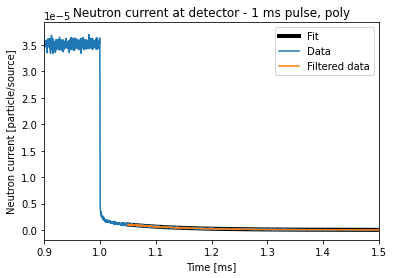 Neutron current at detector - 1 ms pulse, poly
1e−5
Fit
Data
Filtered data
3.5
3.0
2.5
2.0
1.5
1.0
0.5
0.0
Neutron current [particle/source]
0.9 1.0 1.1 1.2 1.3 1.4 1.5
Time [ms]